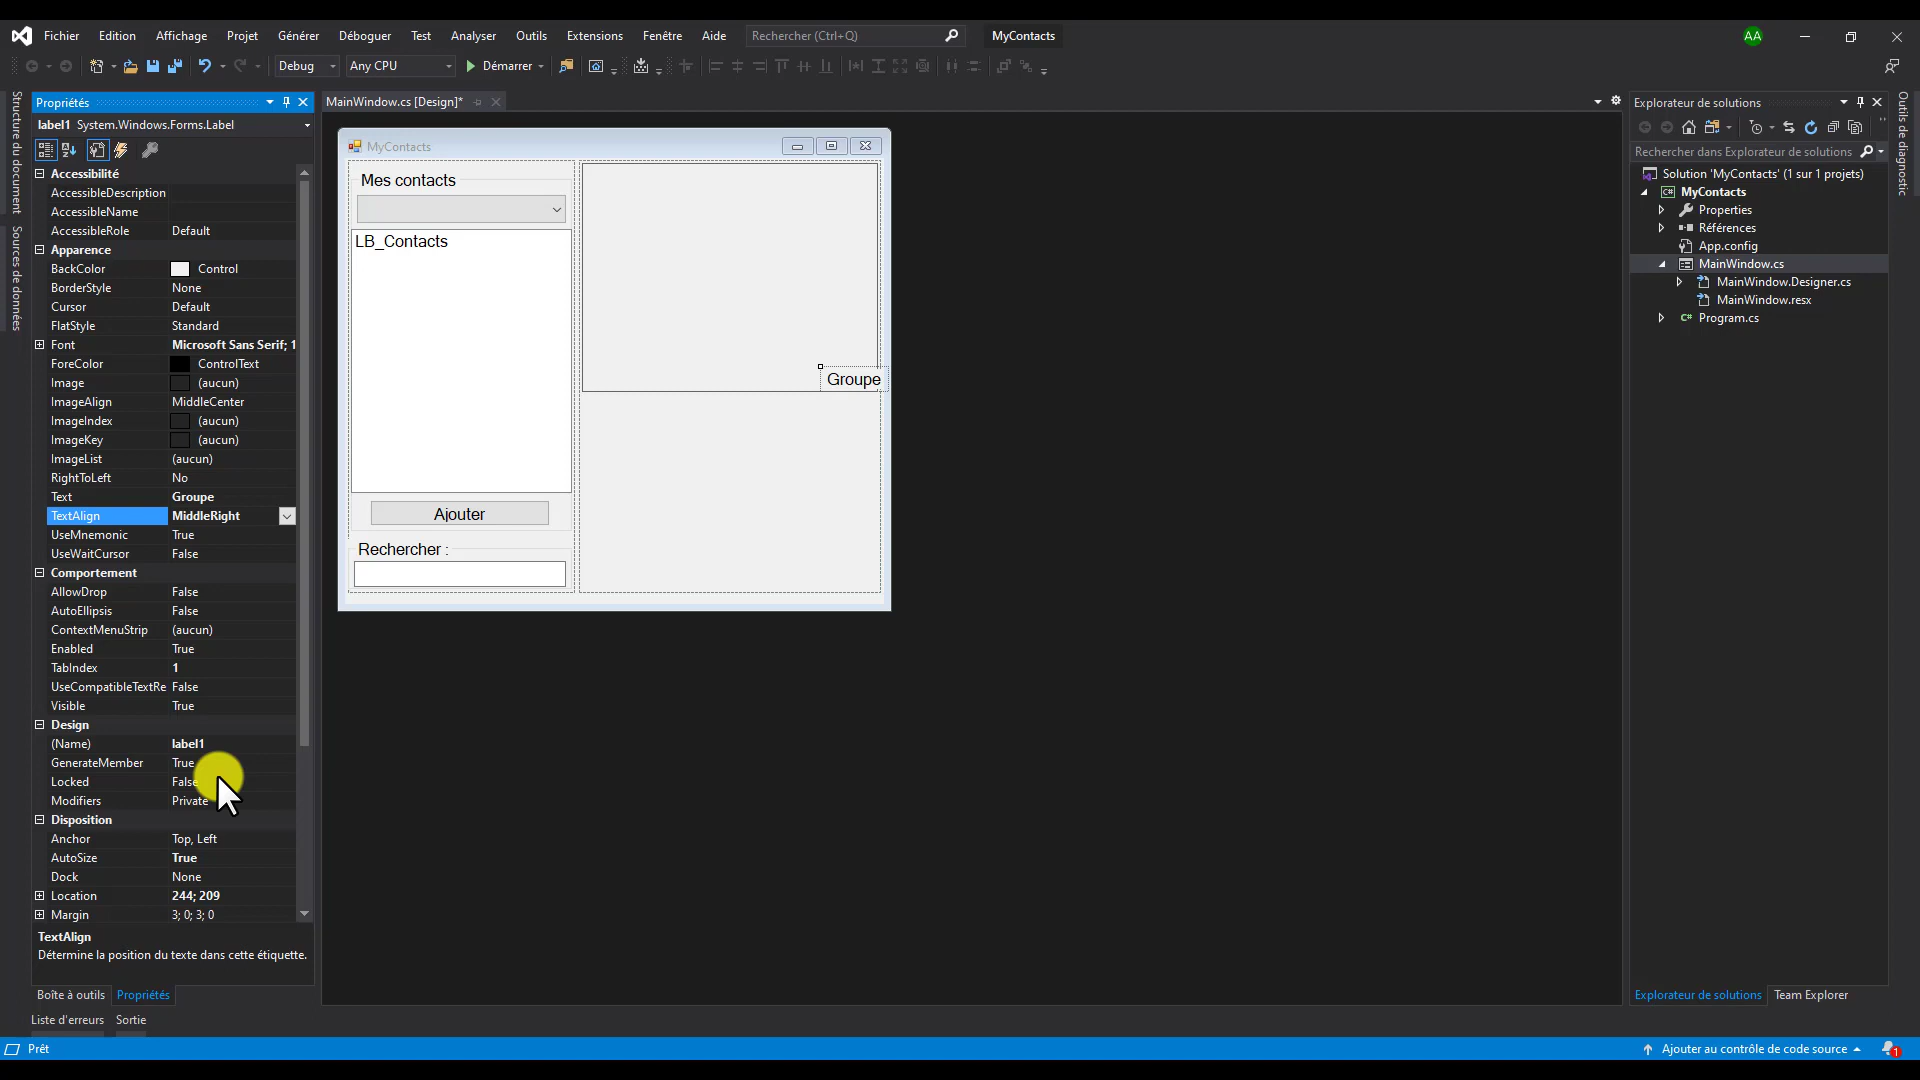 Fichier Edition Affichage Projet Générer Déboguer Test Analyser Outils Extensions Fenêtre Aide Rechercher (Ctrl+Q) MyContacts AA
Debug Any CPU Démarrer
Structure du document
Sources de données
Propriétés
label1 System.Windows.Forms.Label
Accessibilité
AccessibleDescription
AccessibleName
AccessibleRole Default
Apparence
BackColor Control
BorderStyle None
Cursor Default
FlatStyle Standard
Font Microsoft Sans Serif; 1
ForeColor ControlText
Image (aucun)
ImageAlign MiddleCenter
ImageIndex (aucun)
ImageKey (aucun)
ImageList (aucun)
RightToLeft No
Text Groupe
TextAlign MiddleRight
UseMnemonic True
UseWaitCursor False
Comportement
AllowDrop False
AutoEllipsis False
ContextMenuStrip (aucun)
Enabled True
TabIndex 1
UseCompatibleTextRe False
Visible True
Design
(Name) label1
GenerateMember True
Locked False
Modifiers Private
Disposition
Anchor Top, Left
AutoSize True
Dock None
Location 244; 209
Margin 3; 0; 3; 0
TextAlign
Détermine la position du texte dans cette étiquette.
Boîte à outils Propriétés
Liste d'erreurs Sortie
Prêt
MainWindow.cs [Design]*
MyContacts
Mes contacts
LB_Contacts
Groupe
Ajouter
Rechercher :
Explorateur de solutions
Rechercher dans Explorateur de solutions
Solution 'MyContacts' (1 sur 1 projets)
MyContacts
Properties
Références
App.config
MainWindow.cs
MainWindow.Designer.cs
MainWindow.resx
Program.cs
Explorateur de solutions Team Explorer
Outils de diagnostic
Ajouter au contrôle de code source 1